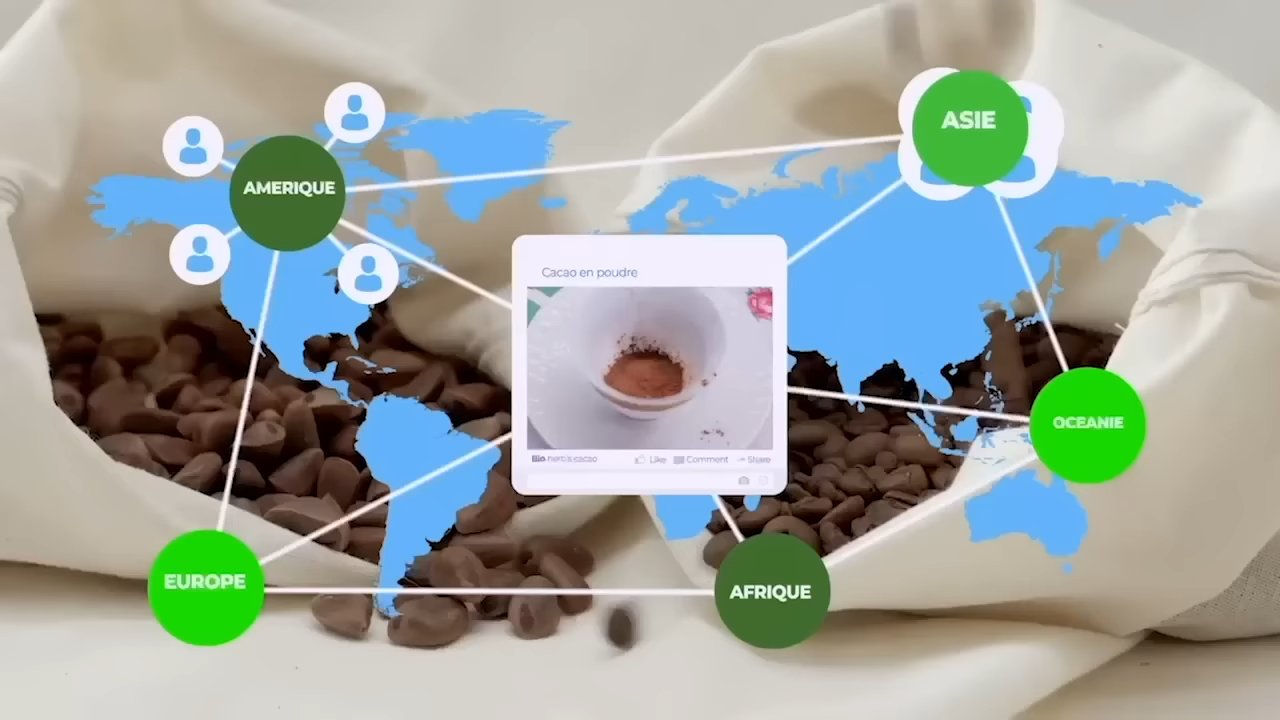 ASIE
AMERIQUE
Cacao en poudre
Like Comment Share
OCEANIE
EUROPE
AFRIQUE